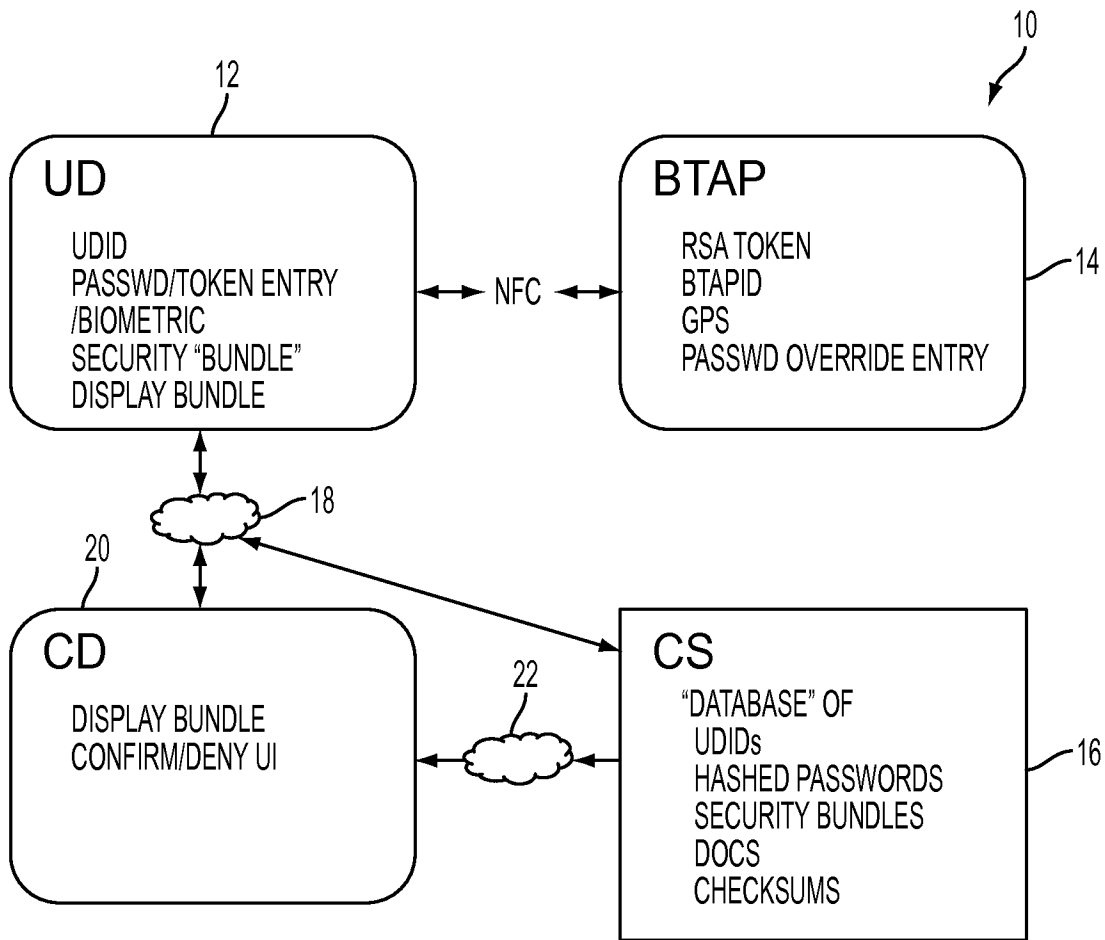 10
12
UD
UDID
PASSWD/TOKEN ENTRY
/BIOMETRIC
SECURITY “BUNDLE”
DISPLAY BUNDLE
NFC
BTAP
RSA TOKEN
BTAPID
GPS
PASSWD OVERRIDE ENTRY
14
18
20
CD
DISPLAY BUNDLE
CONFIRM/DENY UI
22
CS
“DATABASE” OF
UDIDs
HASHED PASSWORDS
SECURITY BUNDLES
DOCS
CHECKSUMS
16